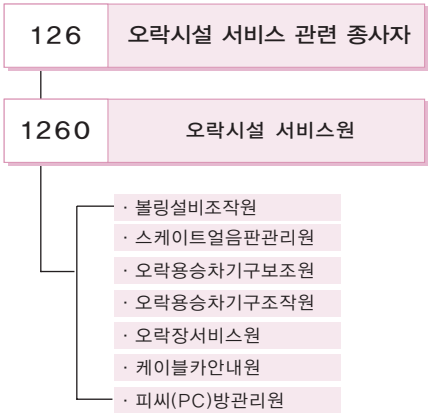 126 오락시설 서비스 관련 종사자
1260 오락시설 서비스원
· 볼링설비조작원
· 스케이트얼음판관리원
· 오락용승차기구보조원
· 오락용승차기구조작원
· 오락장서비스원
· 케이블카안내원
· 피씨(PC)방관리원